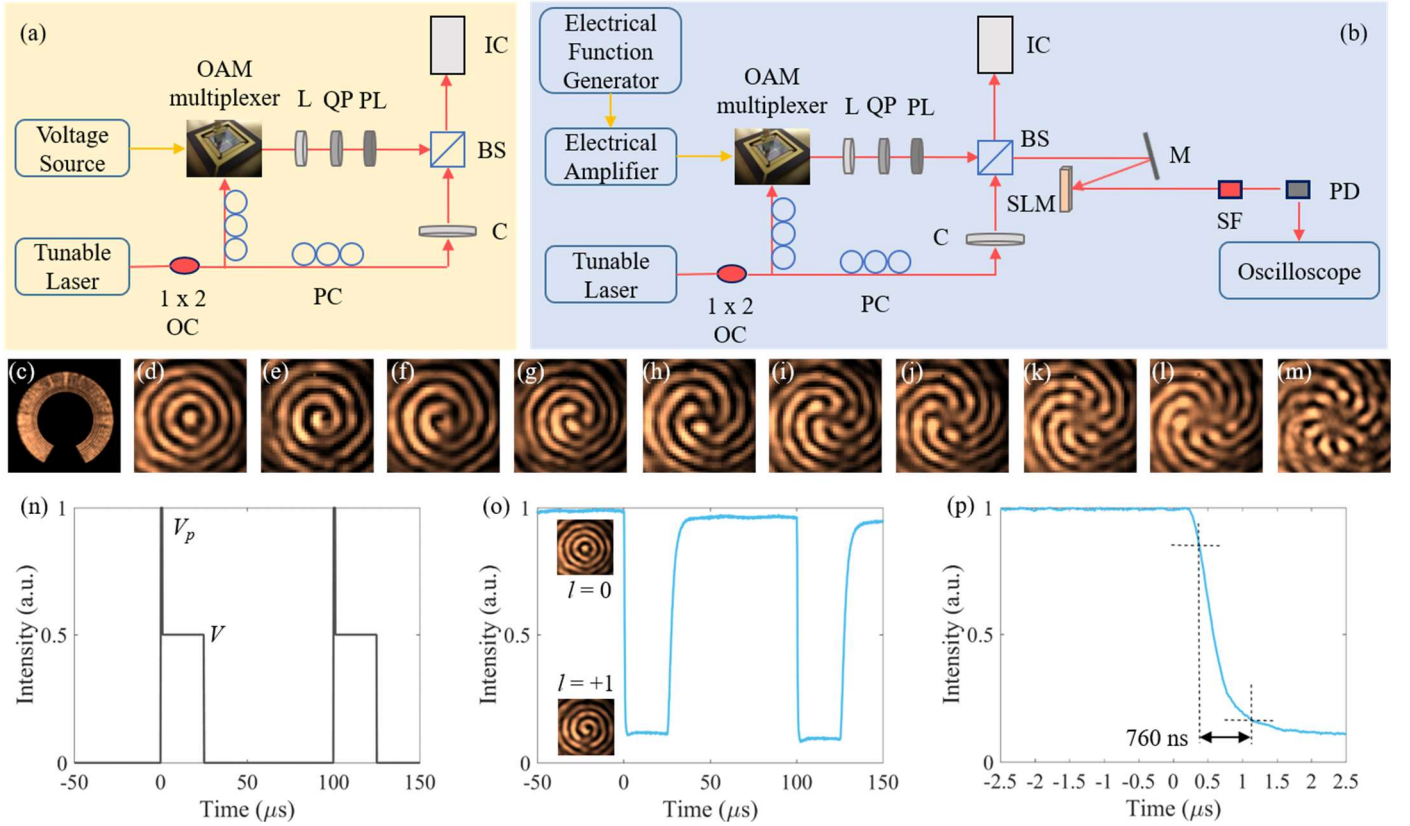 (a)
IC
OAM
multiplexer
L QP PL
Voltage
Source
BS
C
Tunable
Laser
1 x 2
OC
PC
(b)
Electrical
Function
Generator
IC
OAM
multiplexer
L QP PL
BS
Electrical
Amplifier
M
SLM
SF
PD
C
Tunable
Laser
1 x 2
OC
PC
Oscilloscope
(c) (d) (e) (f) (g) (h) (i) (j) (k) (l) (m)
(n)
1
0.5
0
-50 0 50 100 150
Vp
V
Intensity (a.u.)
Time (μs)
(o)
1
0.5
0
-50 0 50 100 150
l = 0
l = +1
Intensity (a.u.)
Time (μs)
(p)
1
0.5
0
-2.5 -2 -1.5 -1 -0.5 0 0.5 1 1.5 2 2.5
760 ns
Intensity (a.u.)
Time (μs)